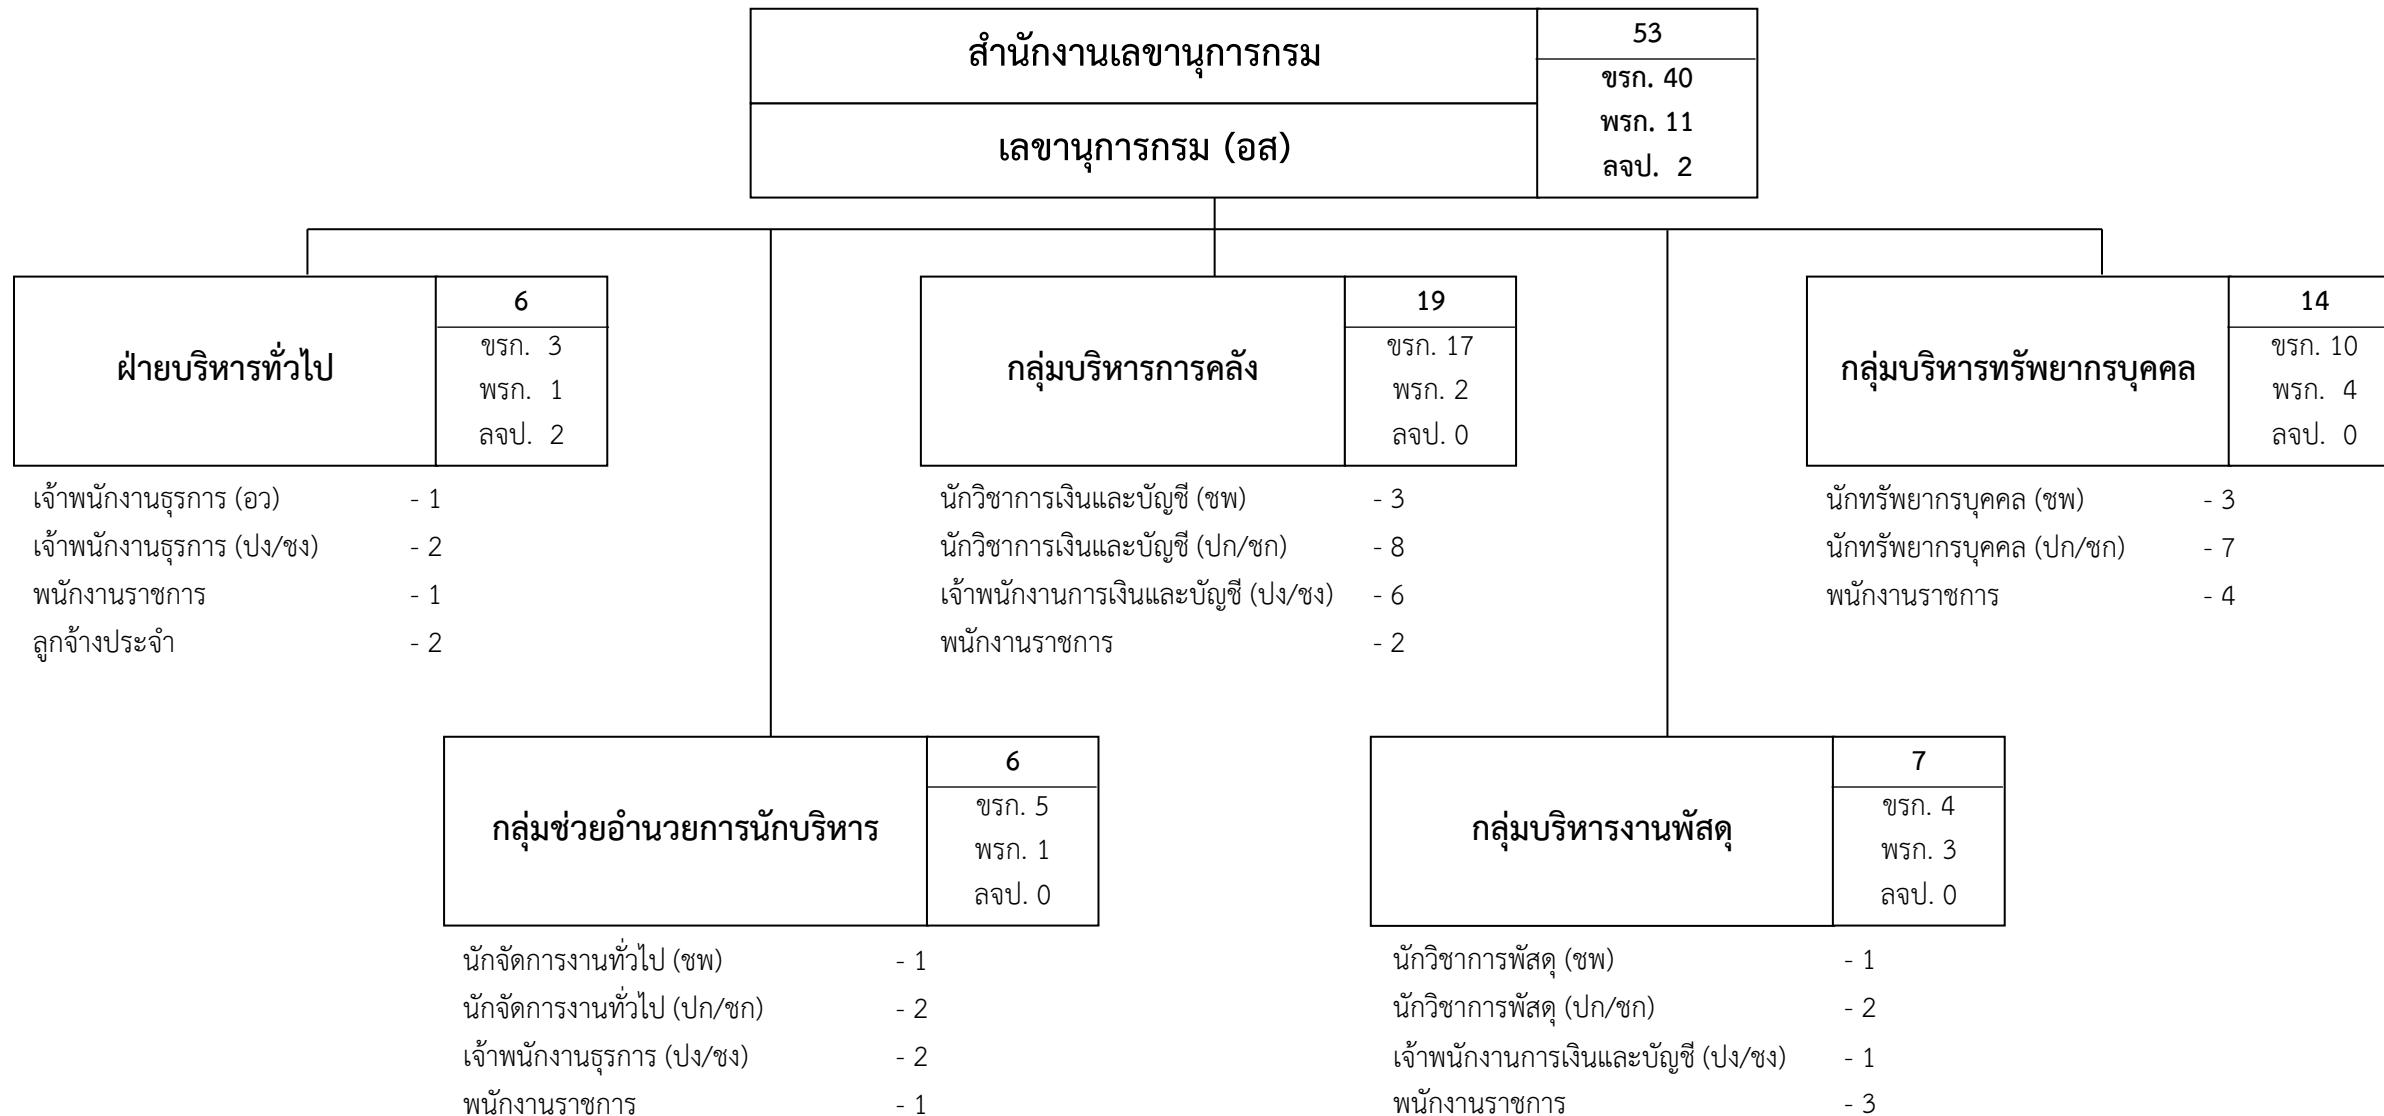 สำนักงานเลขานุการกรม
เลขานุการกรม (อส)
53
ขรก. 40
พรก. 11
ลจป. 2
ฝ่ายบริหารทั่วไป
6
ขรก. 3
พรก. 1
ลจป. 2
เจ้าพนักงานธุรการ (อว) - 1
เจ้าพนักงานธุรการ (ปง/ชง) - 2
พนักงานราชการ - 1
ลูกจ้างประจำ - 2
กลุ่มบริหารการคลัง
19
ขรก. 17
พรก. 2
ลจป. 0
นักวิชาการเงินและบัญชี (ชพ) - 3
นักวิชาการเงินและบัญชี (ปก/ชก) - 8
เจ้าพนักงานการเงินและบัญชี (ปง/ชง) - 6
พนักงานราชการ - 2
กลุ่มบริหารทรัพยากรบุคคล
14
ขรก. 10
พรก. 4
ลจป. 0
นักทรัพยากรบุคคล (ชพ) - 3
นักทรัพยากรบุคคล (ปก/ชก) - 7
พนักงานราชการ - 4
กลุ่มช่วยอำนวยการนักบริหาร
6
ขรก. 5
พรก. 1
ลจป. 0
นักจัดการงานทั่วไป (ชพ) - 1
นักจัดการงานทั่วไป (ปก/ชก) - 2
เจ้าพนักงานธุรการ (ปง/ชง) - 2
พนักงานราชการ - 1
กลุ่มบริหารงานพัสดุ
7
ขรก. 4
พรก. 3
ลจป. 0
นักวิชาการพัสดุ (ชพ) - 1
นักวิชาการพัสดุ (ปก/ชก) - 2
เจ้าพนักงานการเงินและบัญชี (ปง/ชง) - 1
พนักงานราชการ - 3